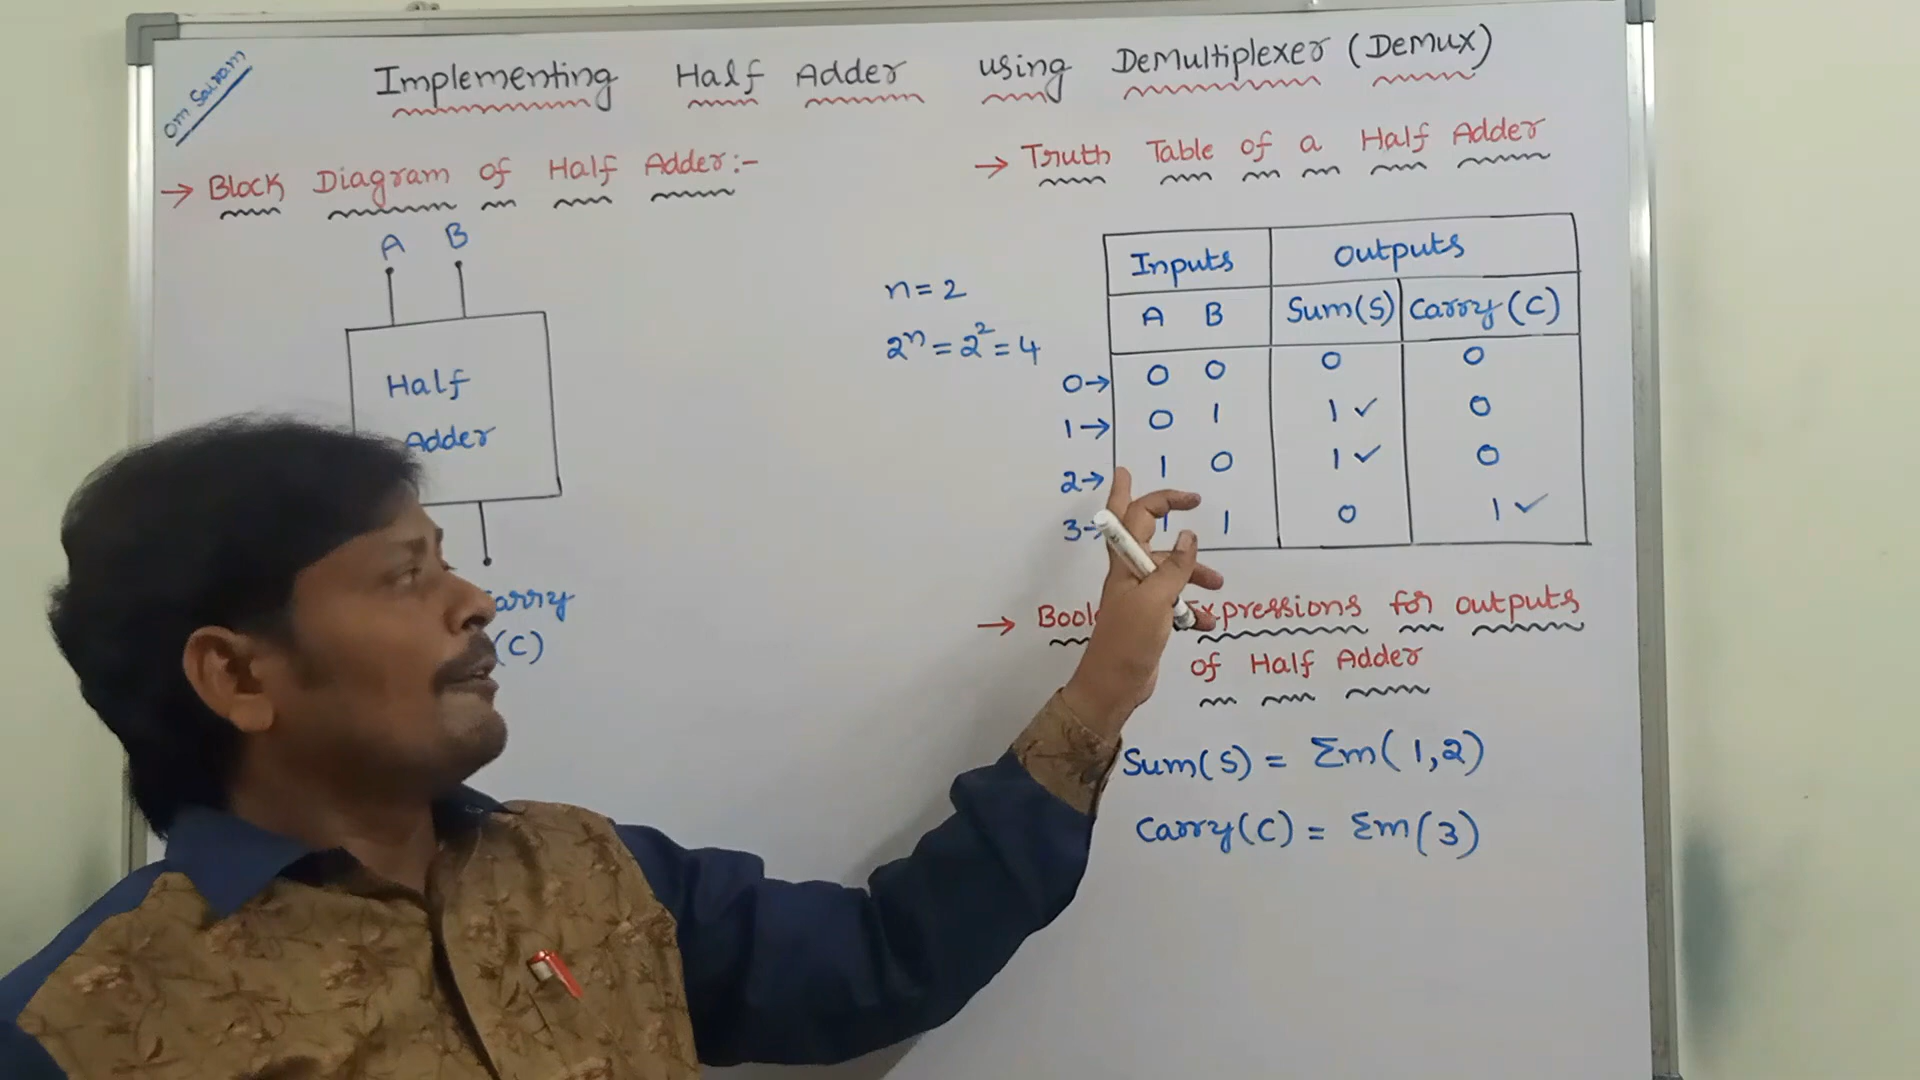 Om Sairam
Implementing Half Adder using DeMultiplexer (DeMux)
→ Block Diagram of Half Adder:-
A B
Half
Adder
(C)
n = 2
2ⁿ = 2² = 4
→ Truth Table of a Half Adder
Inputs Outputs
A B Sum(S) Carry(C)
0→ 0 0 0 0
1→ 0 1 1 ✓ 0
2→ 1 0 1 ✓ 0
3→ 1 1 0 1 ✓
→ Expressions for outputs
of Half Adder
Sum(S) = Σm(1,2)
Carry(C) = Σm(3)